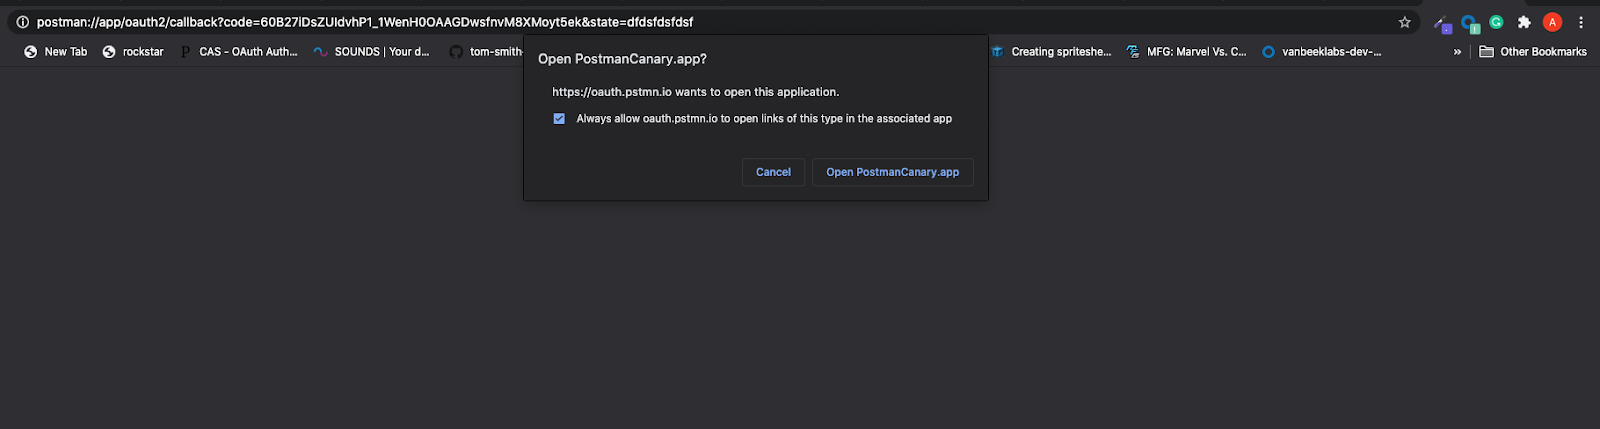 postman://app/oauth2/callback?code=60B27iDsZUIdvhP1_1WenH0OAAGDwsfnvM8XMoyt5ek&state=dfdsfdsfdsf
A
New Tab rockstar P CAS - OAuth Auth... SOUNDS | Your d... tom-smith- Creating spriteshe... MFG: Marvel Vs. C... vanbeeklabs-dev-... » Other Bookmarks
Open PostmanCanary.app?
https://oauth.pstmn.io wants to open this application.
Always allow oauth.pstmn.io to open links of this type in the associated app
Cancel Open PostmanCanary.app